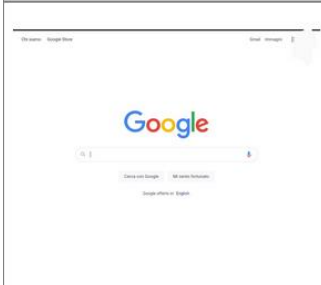 Chi siamo Google Store Gmail Immagini
Google
Cerca con Google Mi sento fortunato
Google offerto in: English